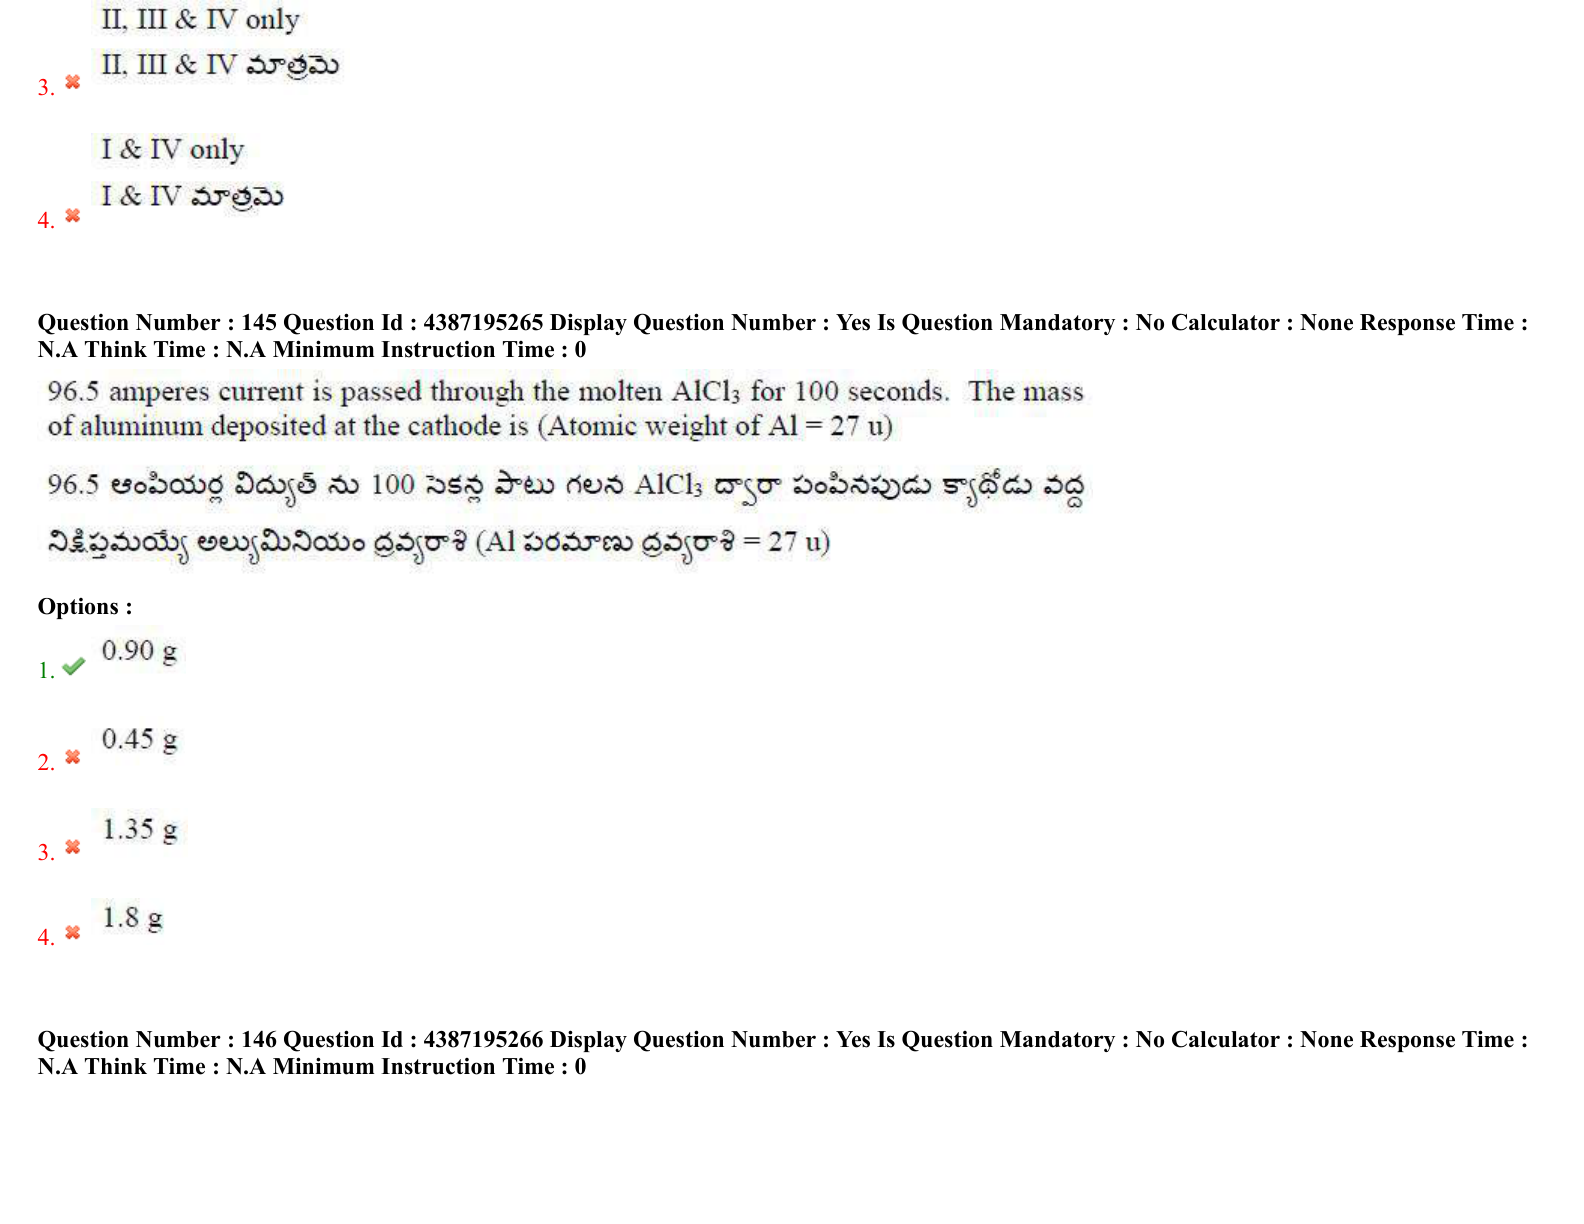 II, III & IV only
II, III & IV మాత్రమె
3.
I & IV only
I & IV మాత్రమె
4.
Question Number : 145 Question Id : 4387195265 Display Question Number : Yes Is Question Mandatory : No Calculator : None Response Time :
N.A Think Time : N.A Minimum Instruction Time : 0
96.5 amperes current is passed through the molten AlCl₃ for 100 seconds. The mass
of aluminum deposited at the cathode is (Atomic weight of Al = 27 u)
96.5 ఆంపియర్ల విద్యుత్ ను 100 సెకన్ల పాటు గలన AlCl₃ ద్వారా పంపినపుడు క్యాథోడు వద్ద
నిక్షిప్తమయ్యే అల్యుమినియం ద్రవ్యరాశి (Al పరమాణు ద్రవ్యరాశి = 27 u)
Options :
0.90 g
1.
0.45 g
2.
1.35 g
3.
1.8 g
4.
Question Number : 146 Question Id : 4387195266 Display Question Number : Yes Is Question Mandatory : No Calculator : None Response Time :
N.A Think Time : N.A Minimum Instruction Time : 0